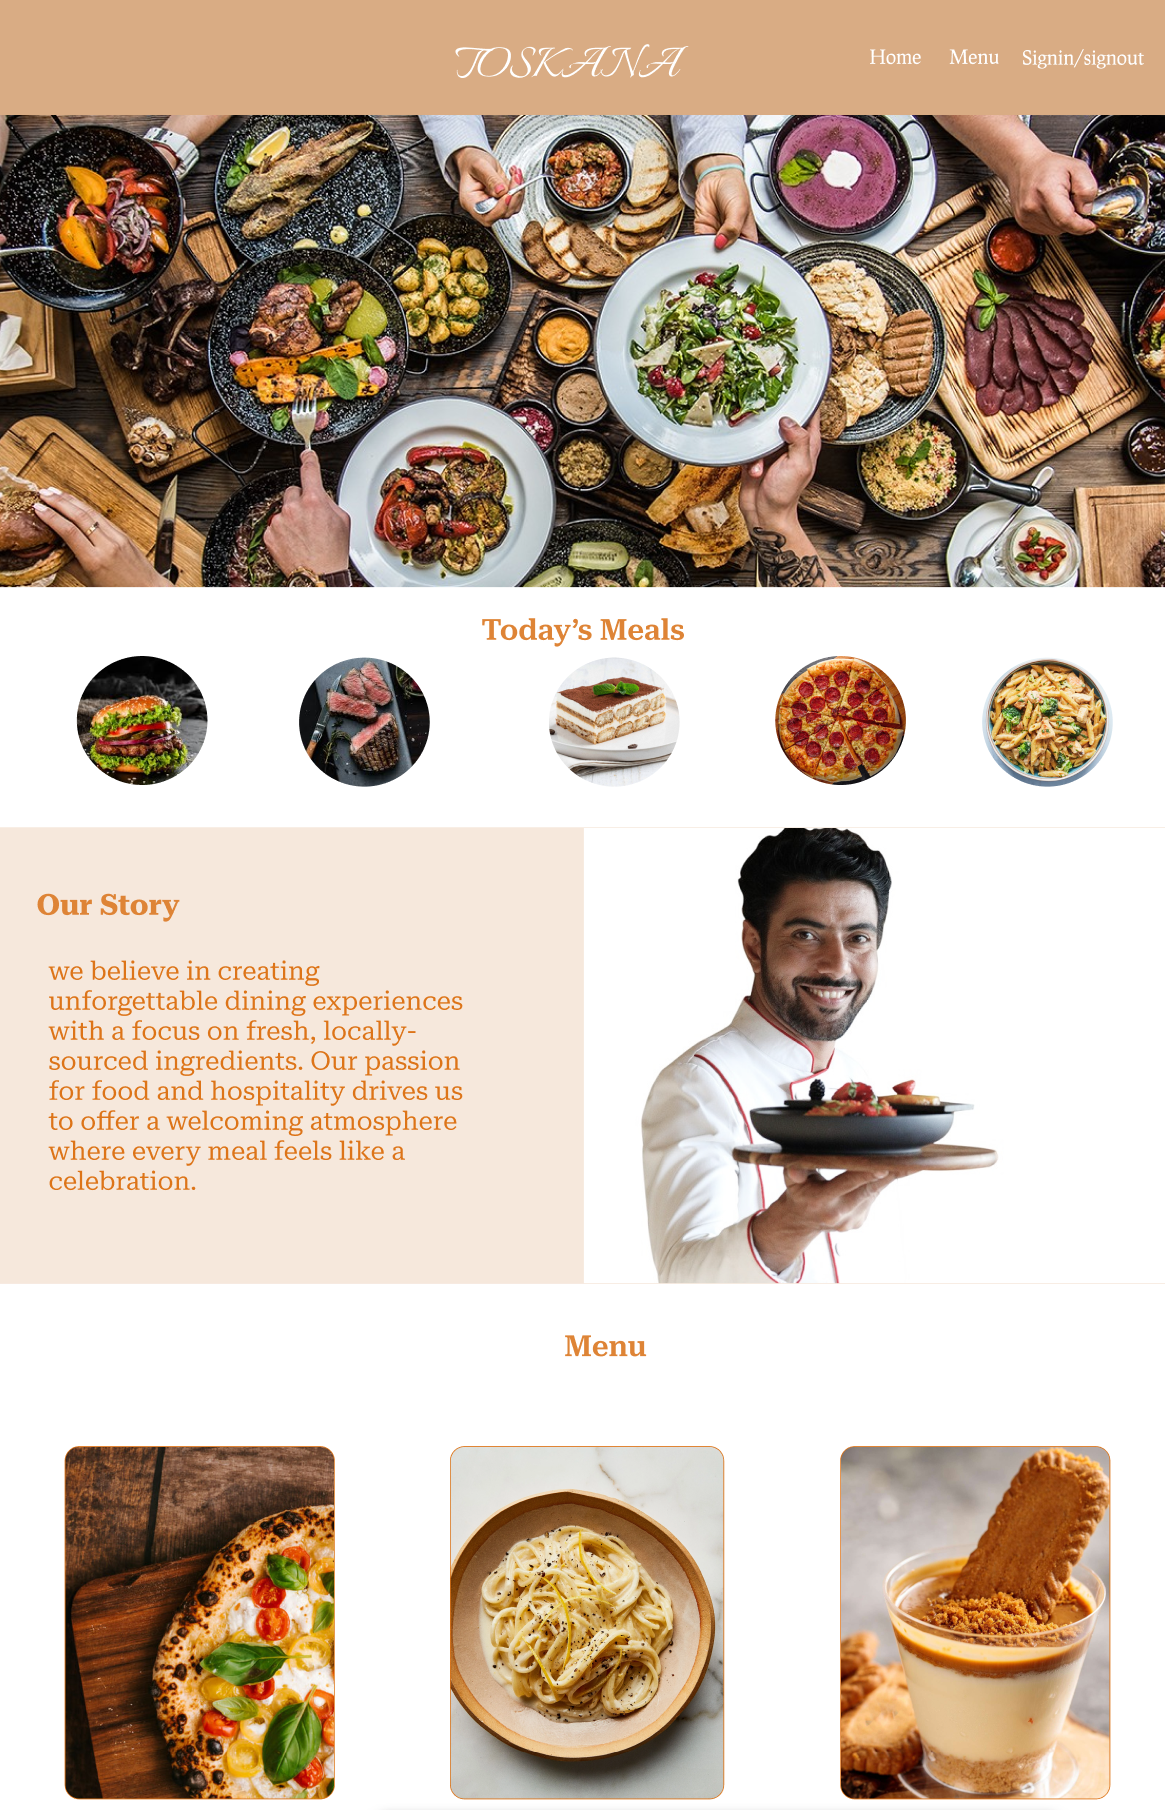 TOSKANA
Home Menu Signin/signout
Today’s Meals
Our Story
we believe in creating
unforgettable dining experiences
with a focus on fresh, locally-
sourced ingredients. Our passion
for food and hospitality drives us
to offer a welcoming atmosphere
where every meal feels like a
celebration.
Menu